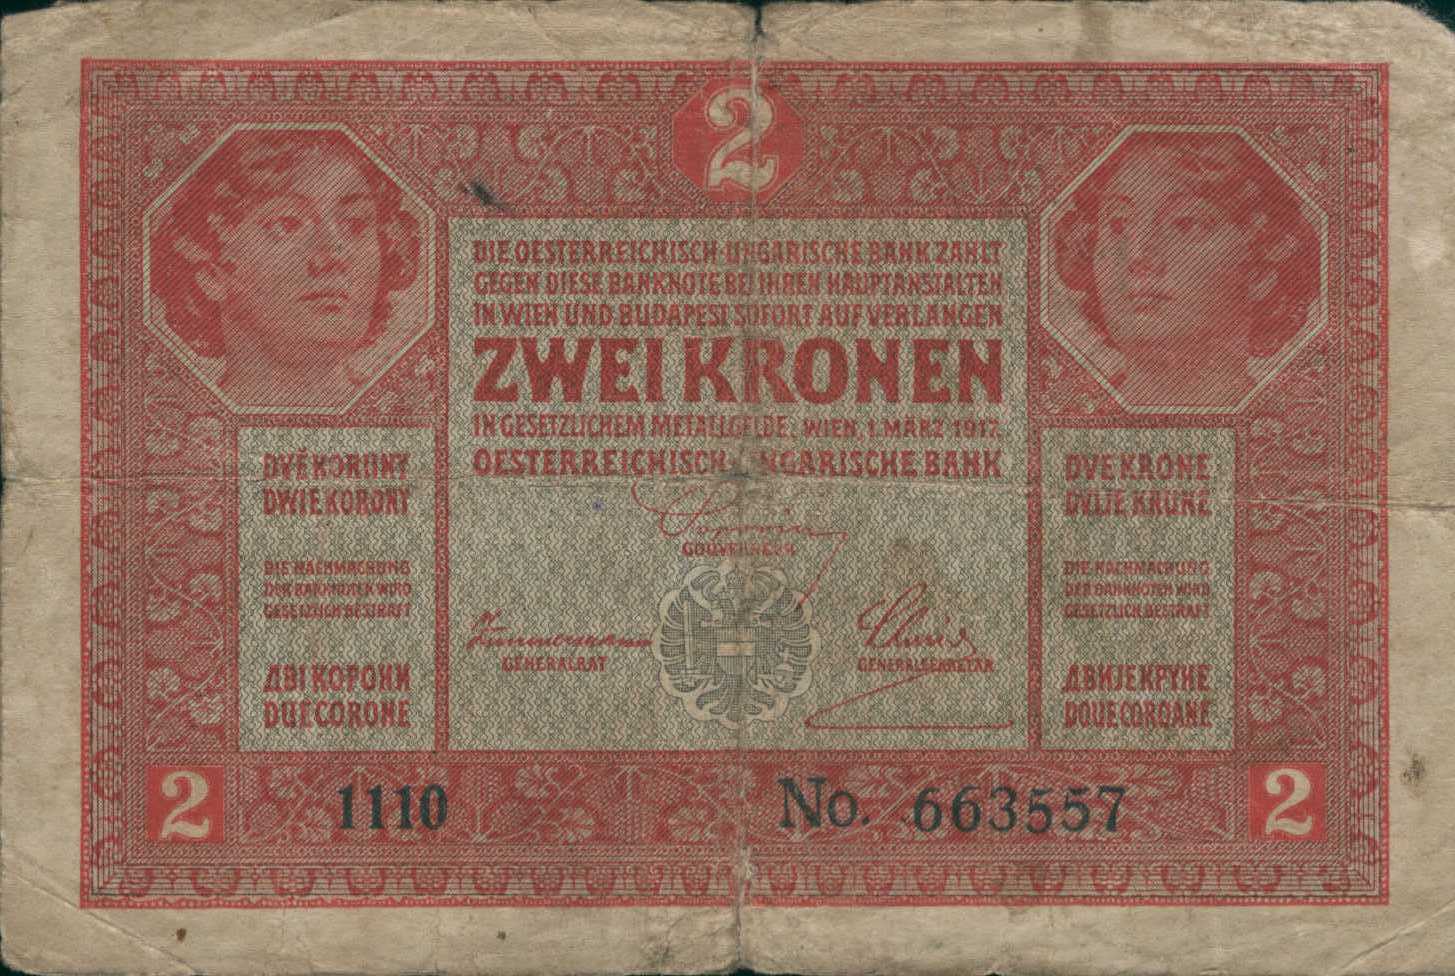 2
DIE OESTERREICHISCH-UNGARISCHE BANK ZAHLT
GEGEN DIESE BANKNOTE BEI IHREN HAUPTANSTALTEN
IN WIEN UND BUDAPEST SOFORT AUF VERLANGEN
ZWEI KRONEN
IN GESETZLICHEM METALLGELDE. WIEN, 1. MÄRZ 1917.
OESTERREICHISCH-UNGARISCHE BANK
GOUVERNEUR
Zimmermann
GENERALRAT
GENERALSEKRETÄR
DVĚ KORUNY
DWIE KORONY
DIE NACHMACHUNG
DER BANKNOTEN WIRD
GESETZLICH BESTRAFT
ДВІ КОРОНИ
DUE CORONE
DVE KRONE
DVIJE KRUNE
DIE NACHMACHUNG
DER BANKNOTEN WIRD
GESETZLICH BESTRAFT
ДВИЈЕ КРУНЕ
DOUE COROANE
2
1110
No. 663557
2